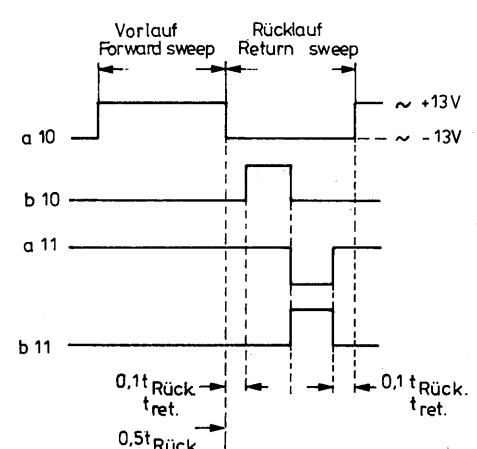 Vorlauf Rücklauf
Forward sweep Return sweep
~ +13V
a 10 ~ -13V
b 10
a 11
b 11
0,1t Rück. 0,1t Rück.
t ret. t ret.
0,5t Rück